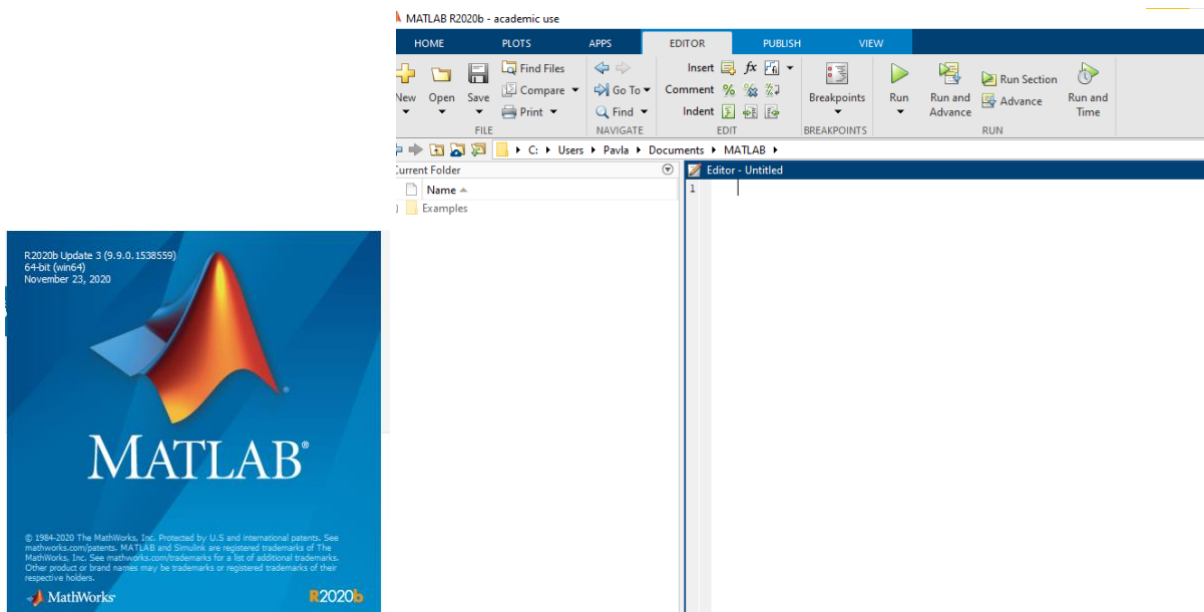 MATLAB R2020b - academic use
HOME PLOTS APPS EDITOR PUBLISH VIEW
New Open Save
Find Files
Compare
Print
FILE
Go To
Find
NAVIGATE
Insert fx
Comment
Indent
EDIT
Breakpoints
BREAKPOINTS
Run
Run and
Advance
Run Section
Advance
Run and
Time
RUN
C: Users Pavla Documents MATLAB
Current Folder
Name
Examples
Editor - Untitled
1
R2020b Update 3 (9.9.0.1538559)
64-bit (win64)
November 23, 2020
MATLAB®
© 1984-2020 The MathWorks, Inc. Protected by U.S and international patents. See
mathworks.com/patents. MATLAB and Simulink are registered trademarks of The
MathWorks, Inc. See mathworks.com/trademarks for a list of additional trademarks.
Other product or brand names may be trademarks or registered trademarks of their
respective holders.
MathWorks®
R2020b